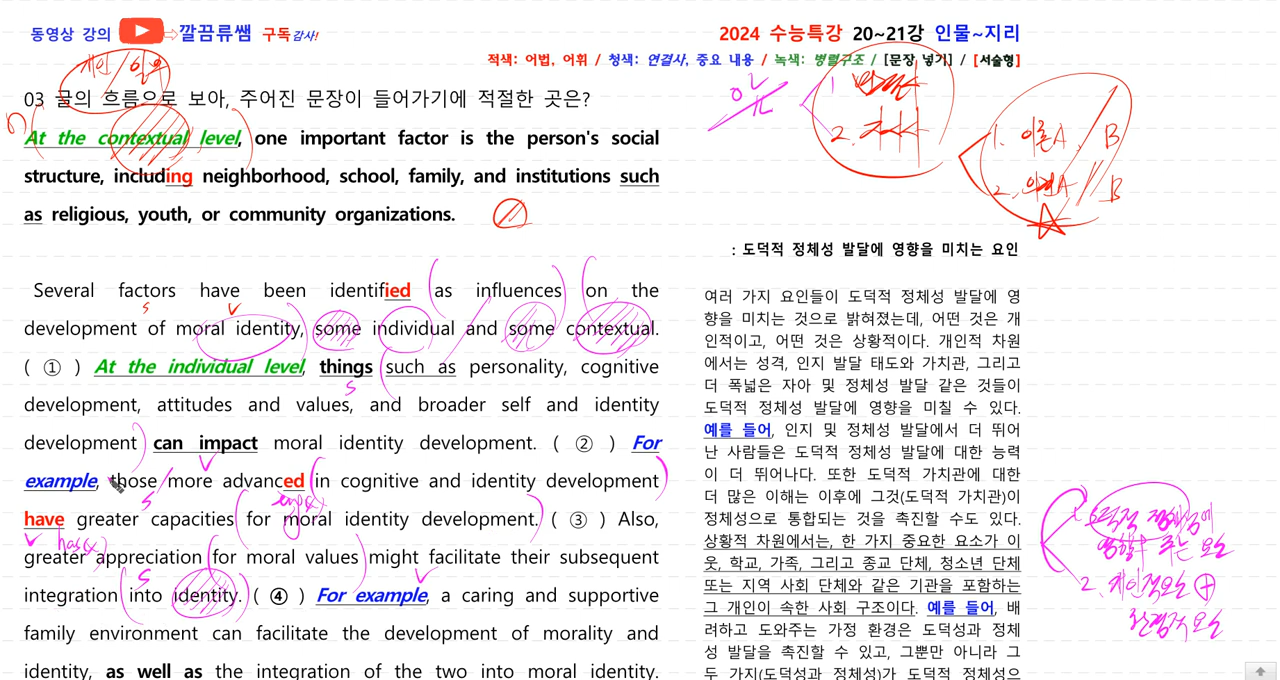 동영상 강의 ⇨깔끔류쌤 구독감사!
2024 수능특강 20~21강 인물~지리
적색: 어법, 어휘 / 청색: 연결사, 중요 내용 / 녹색: 병렬구조 / [문장 넣기] / [서술형]
개인
03 글의 흐름으로 보아, 주어진 문장이 들어가기에 적절한 곳은?
At the contextual level, one important factor is the person's social
structure, including neighborhood, school, family, and institutions such
as religious, youth, or community organizations.
1.
2. 지시사
1. 이론A / B
2. 의견A // B
: 도덕적 정체성 발달에 영향을 미치는 요인
Several factors have been identified as influences on the
s
development of moral identity, some individual and some contextual.
( ① ) At the individual level, things such as personality, cognitive
s
development, attitudes and values, and broader self and identity
development can impact moral identity development. ( ② ) For
example, those more advanced in cognitive and identity development
s
have greater capacities for moral identity development. ( ③ ) Also,
has(x)
greater appreciation for moral values might facilitate their subsequent
s
integration into identity. ( ④ ) For example, a caring and supportive
family environment can facilitate the development of morality and
identity, as well as the integration of the two into moral identity.
여러 가지 요인들이 도덕적 정체성 발달에 영
향을 미치는 것으로 밝혀졌는데, 어떤 것은 개
인적이고, 어떤 것은 상황적이다. 개인적 차원
에서는 성격, 인지 발달 태도와 가치관, 그리고
더 폭넓은 자아 및 정체성 발달 같은 것들이
도덕적 정체성 발달에 영향을 미칠 수 있다.
예를 들어, 인지 및 정체성 발달에서 더 뛰어
난 사람들은 도덕적 정체성 발달에 대한 능력
이 더 뛰어나다. 또한 도덕적 가치관에 대한
더 많은 이해는 이후에 그것(도덕적 가치관)이
정체성으로 통합되는 것을 촉진할 수도 있다.
상황적 차원에서는, 한 가지 중요한 요소가 이
웃, 학교, 가족, 그리고 종교 단체, 청소년 단체
또는 지역 사회 단체와 같은 기관을 포함하는
그 개인이 속한 사회 구조이다. 예를 들어, 배
려하고 도와주는 가정 환경은 도덕성과 정체
성 발달을 촉진할 수 있고, 그뿐만 아니라 그
두 가지(도덕성과 정체성)가 도덕적 정체성으
정체성에
영향 주는 요소
2. 개인적요소 ⊕
환경적 요소